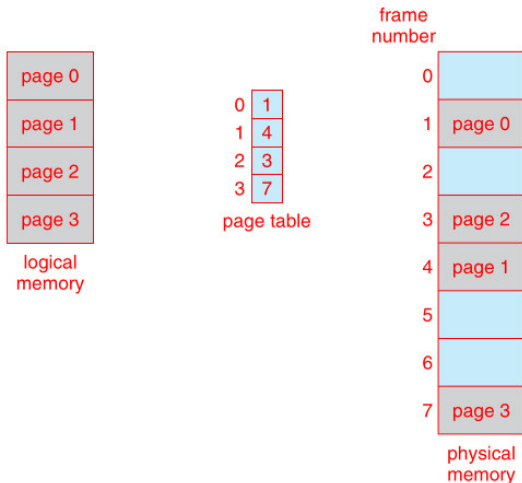 page 0
page 1
page 2
page 3
logical
memory
0 1
1 4
2 3
3 7
page table
frame
number
0
1 page 0
2
3 page 2
4 page 1
5
6
7 page 3
physical
memory